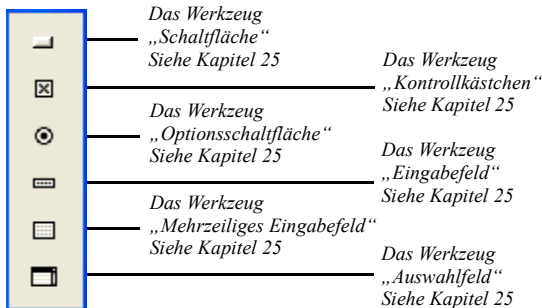 Das Werkzeug
„Schaltfläche“
Siehe Kapitel 25
Das Werkzeug
„Kontrollkästchen“
Siehe Kapitel 25
Das Werkzeug
„Optionsschaltfläche“
Siehe Kapitel 25
Das Werkzeug
„Eingabefeld“
Siehe Kapitel 25
Das Werkzeug
„Mehrzeiliges Eingabefeld“
Siehe Kapitel 25
Das Werkzeug
„Auswahlfeld“
Siehe Kapitel 25